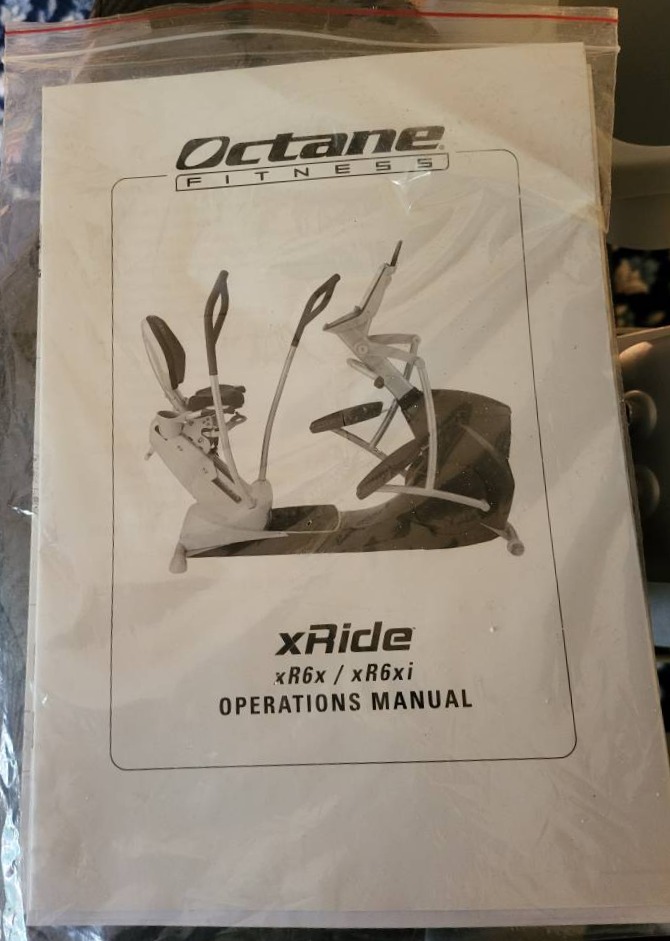 Octane
FITNESS
xRide
xR6x / xR6xi
OPERATIONS MANUAL